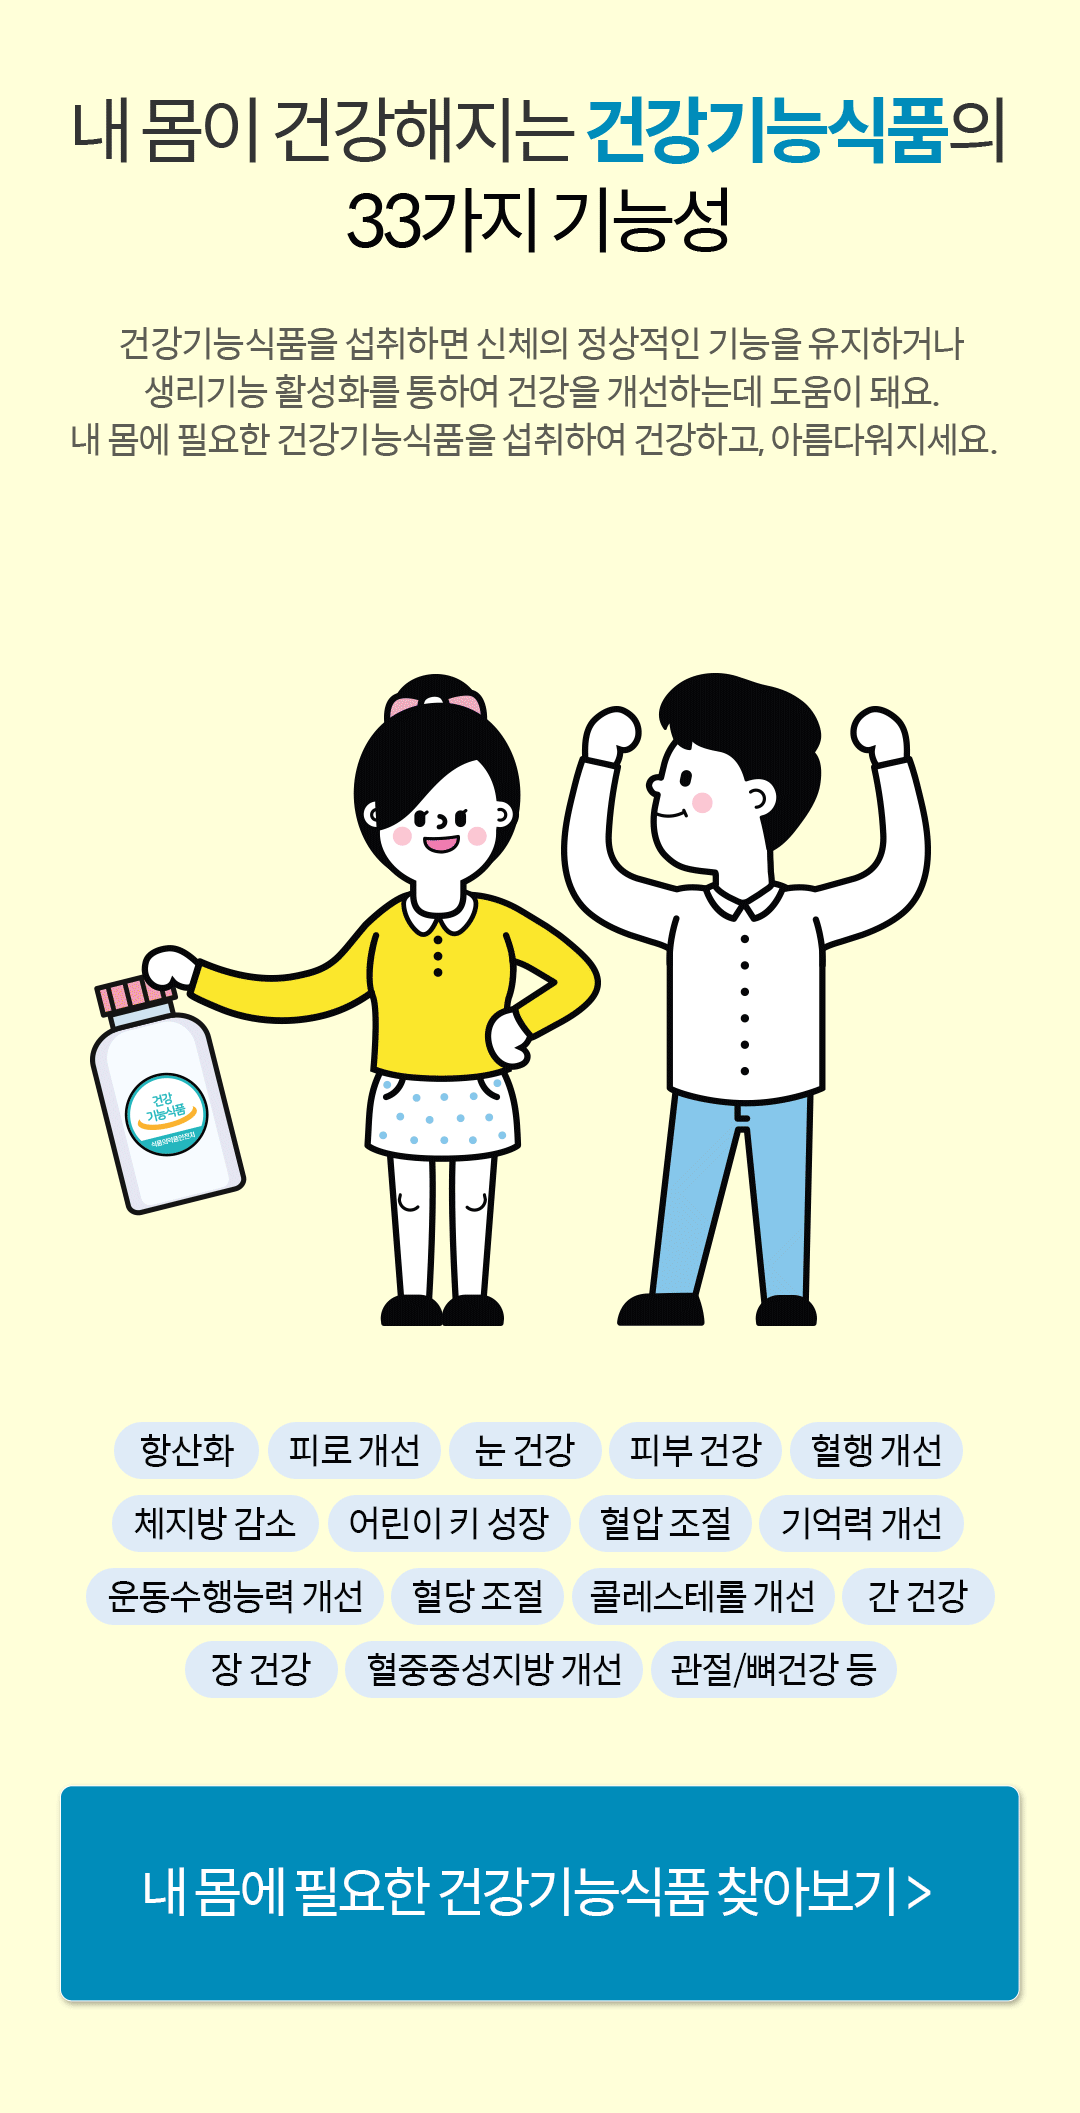 내 몸이 건강해지는 건강기능식품의
33가지 기능성
건강기능식품을 섭취하면 신체의 정상적인 기능을 유지하거나
생리기능 활성화를 통하여 건강을 개선하는데 도움이 돼요.
내 몸에 필요한 건강기능식품을 섭취하여 건강하고, 아름다워지세요.
건강
기능식품
식품의약품안전처
항산화 피로 개선 눈 건강 피부 건강 혈행 개선
체지방 감소 어린이 키 성장 혈압 조절 기억력 개선
운동수행능력 개선 혈당 조절 콜레스테롤 개선 간 건강
장 건강 혈중중성지방 개선 관절/뼈건강 등
내 몸에 필요한 건강기능식품 찾아보기 >